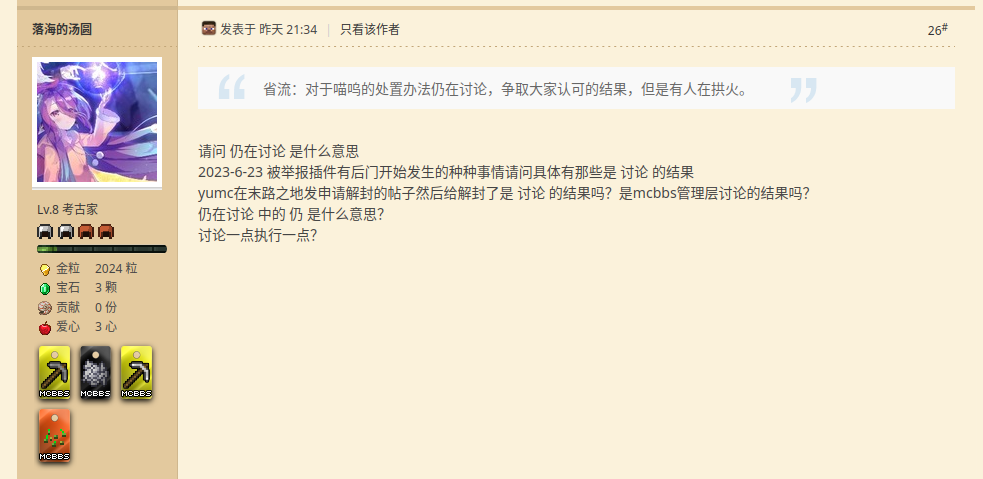 落海的汤圆
发表于 昨天 21:34 | 只看该作者
26#
省流：对于喵呜的处置办法仍在讨论，争取大家认可的结果，但是有人在拱火。
请问 仍在讨论 是什么意思
2023-6-23 被举报插件有后门开始发生的种种事情请问具体有那些是 讨论 的结果
yumc在末路之地发申请解封的帖子然后给解封了是 讨论 的结果吗？是mcbbs管理层讨论的结果吗？
仍在讨论 中的 仍 是什么意思？
讨论一点执行一点？
Lv.8 考古家
金粒 2024 粒
宝石 3 颗
贡献 0 份
爱心 3 心
MCBBS MCBBS MCBBS
MCBBS